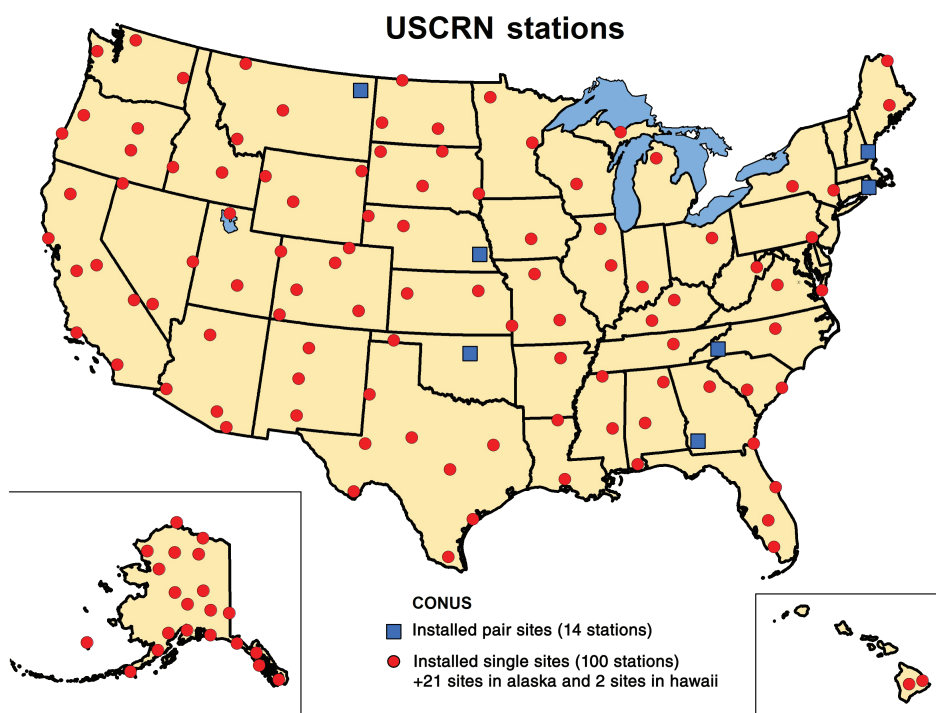 USCRN stations
CONUS
Installed pair sites (14 stations)
Installed single sites (100 stations)
+21 sites in alaska and 2 sites in hawaii